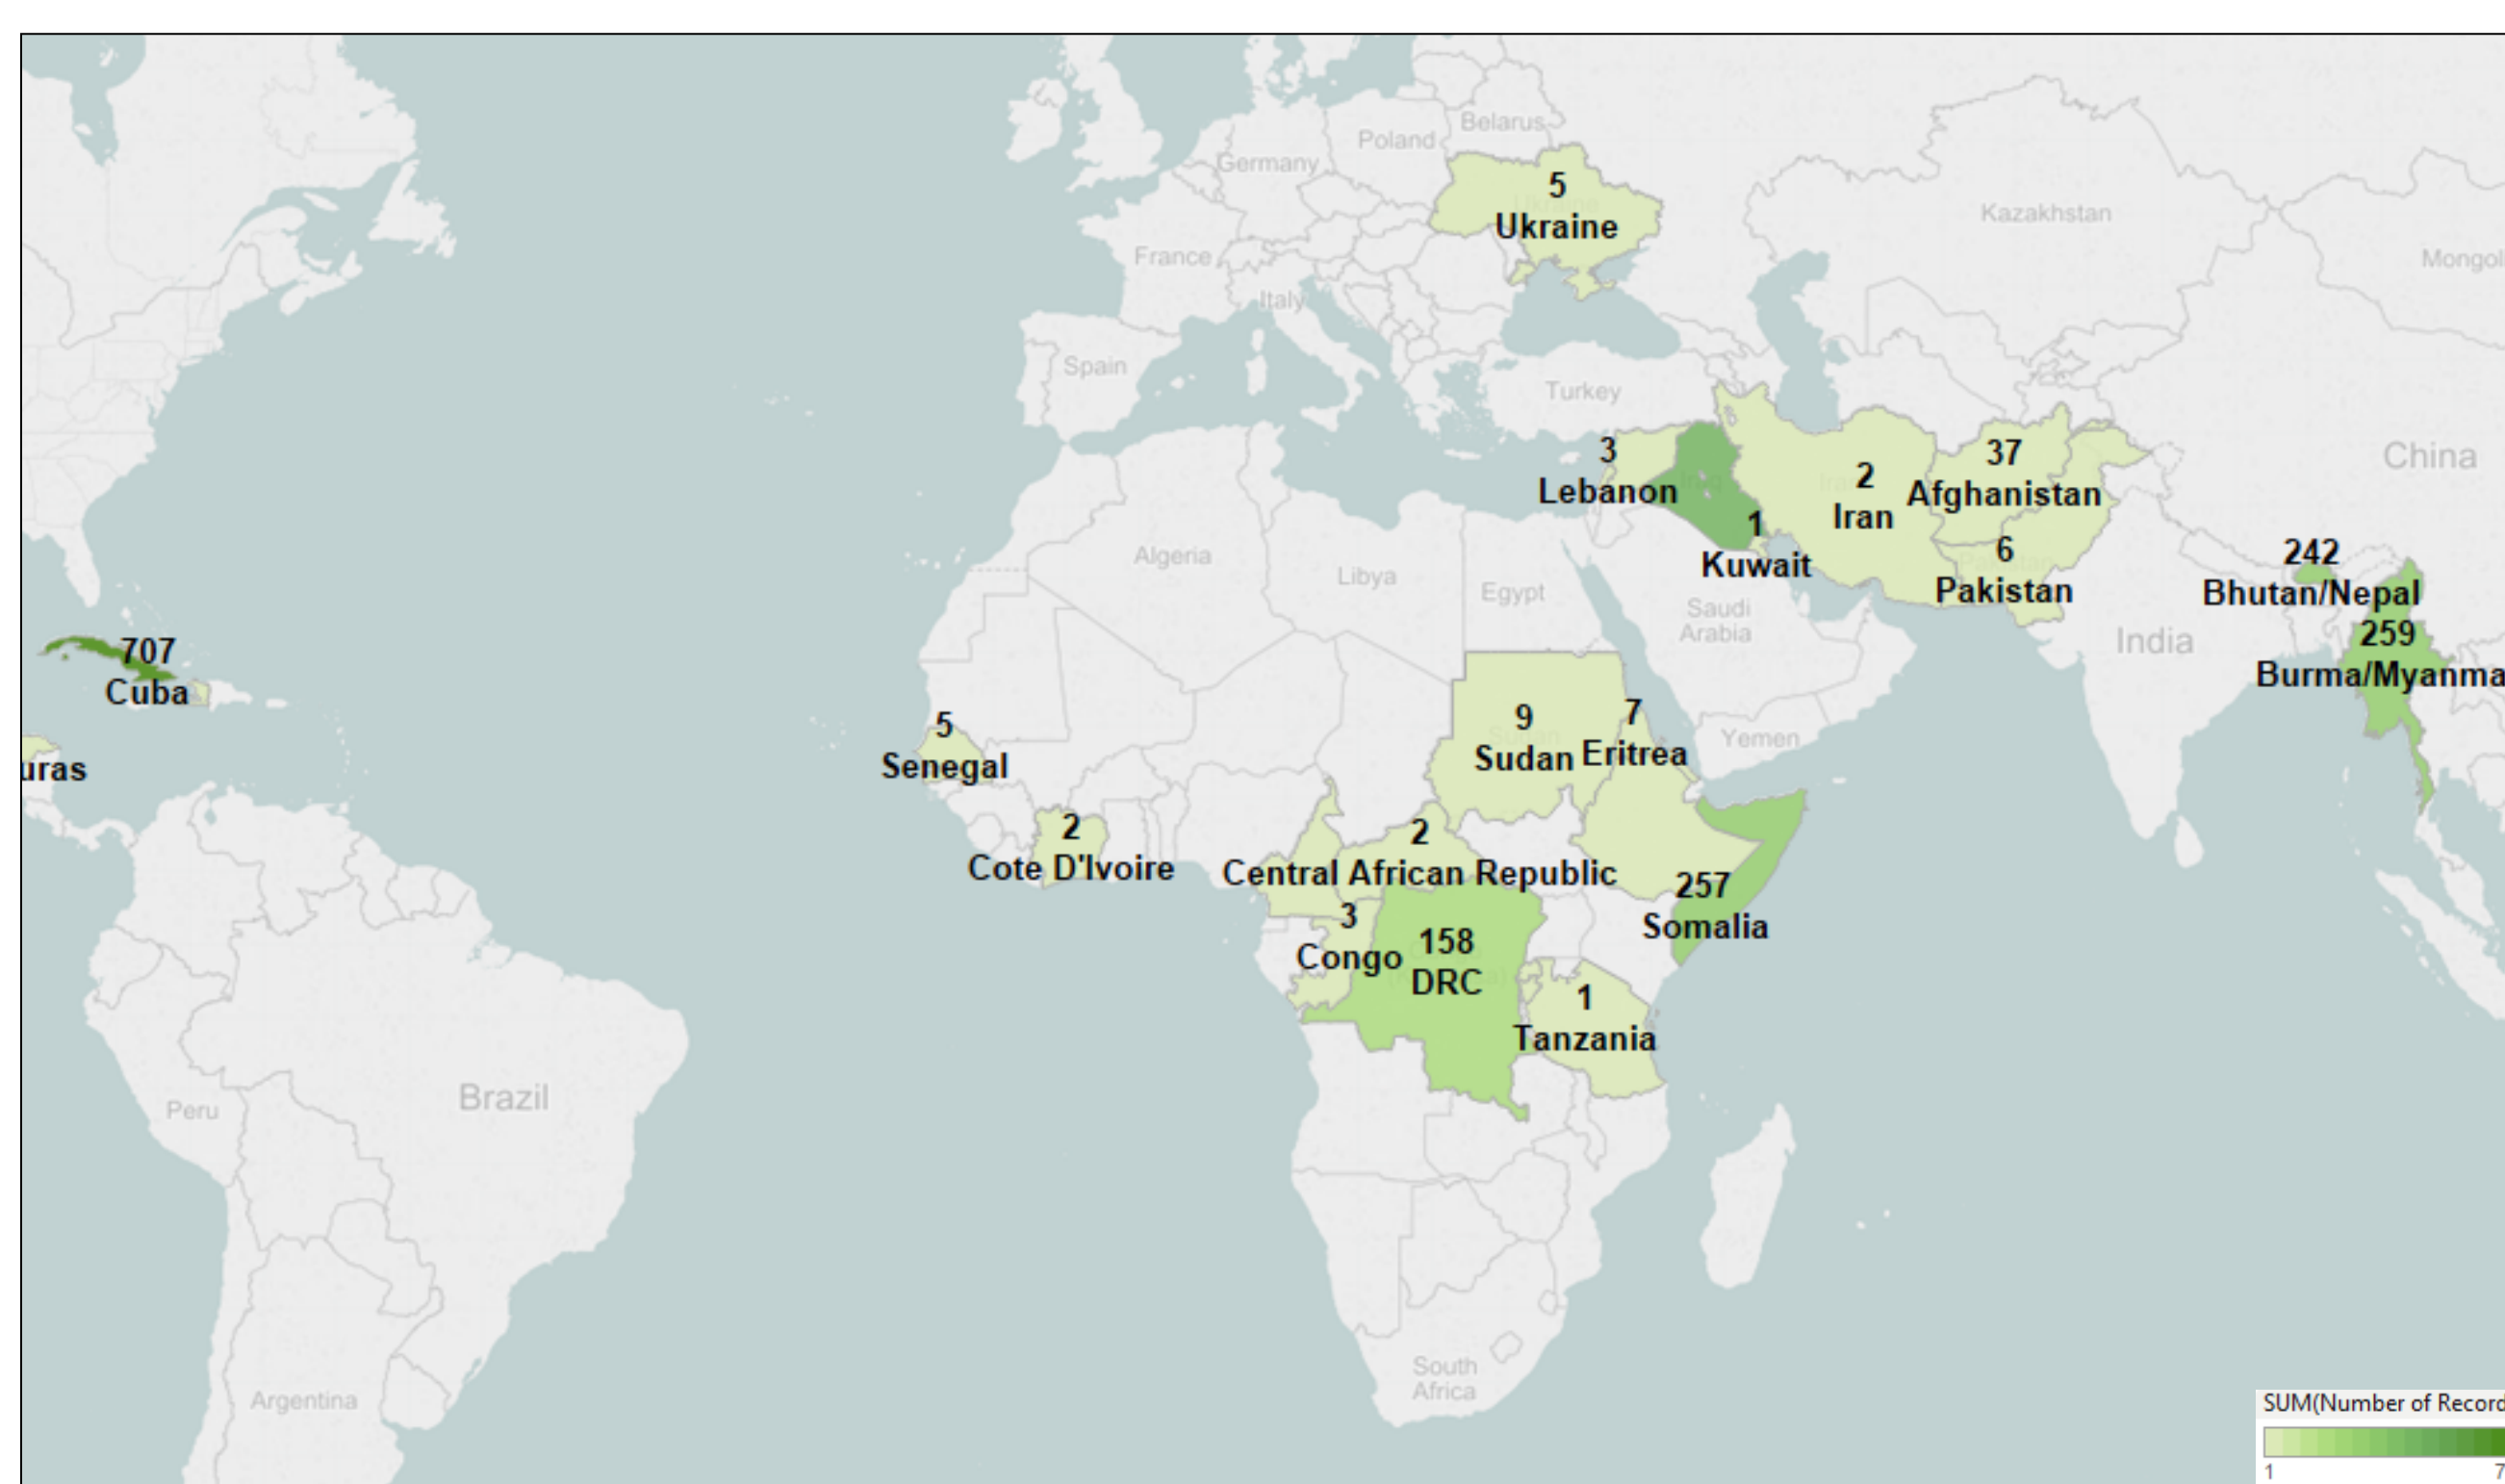 Belarus
Poland
Germany
5
Ukraine
Kazakhstan
France
Mongol
Italy
Spain
Turkey
3
Lebanon
37
Afghanistan
2
Iran
China
1
Kuwait
6
Pakistan
Algeria
Libya
Egypt
Saudi
Arabia
242
Bhutan/Nepal
India
259
Burma/Myanma
707
Cuba
uras
5
Senegal
9
Sudan
7
Eritrea
Yemen
2
Cote D'Ivoire
2
Central African Republic
257
Somalia
3
Congo
158
DRC
1
Tanzania
Brazil
Peru
South
Africa
Argentina
SUM(Number of Record
1 7